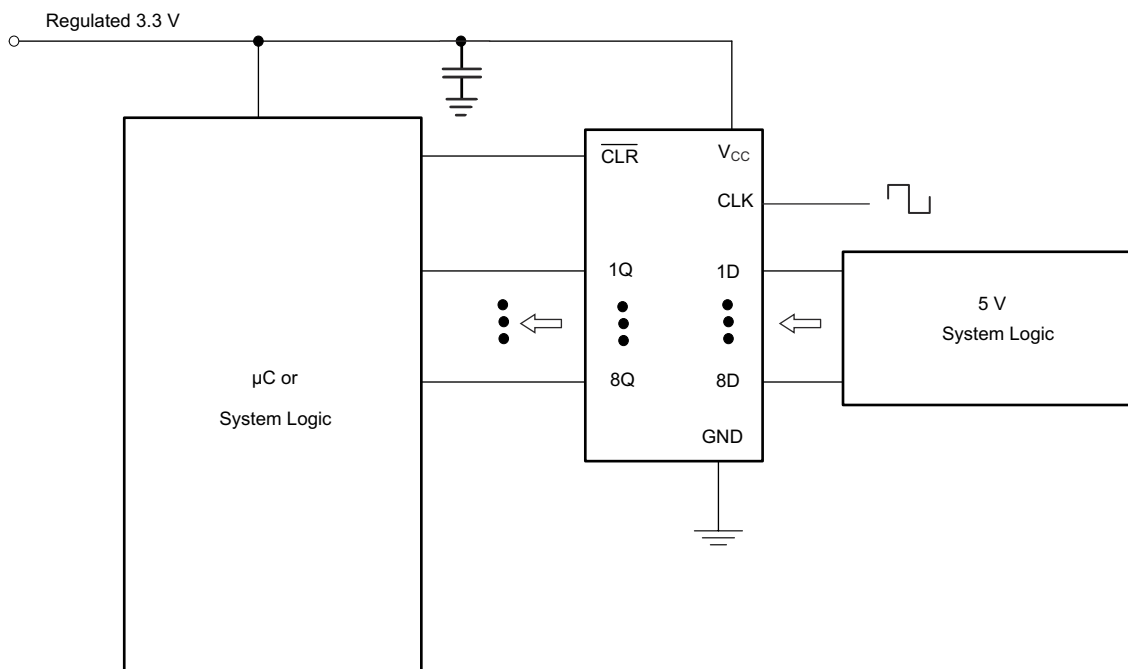 Regulated 3.3 V
CLR
VCC
CLK
1Q
1D
5 V
System Logic
µC or
System Logic
8Q
8D
GND